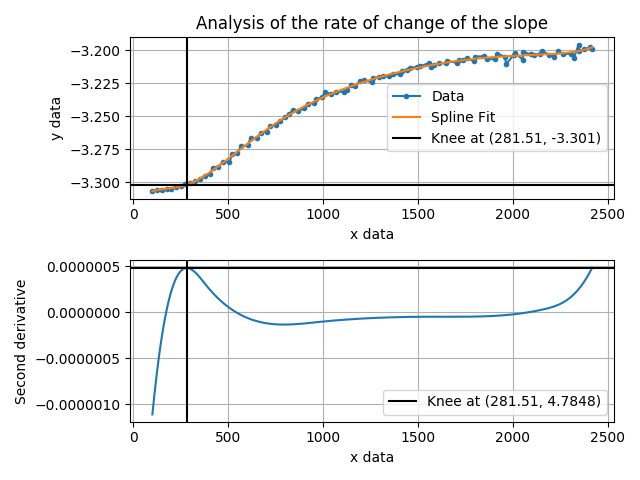 Analysis of the rate of change of the slope
−3.200
−3.225
−3.250
−3.275
−3.300
y data
Data
Spline Fit
Knee at (281.51, -3.301)
0 500 1000 1500 2000 2500
x data
0.0000005
0.0000000
−0.0000005
−0.0000010
Second derivative
Knee at (281.51, 4.7848)
0 500 1000 1500 2000 2500
x data